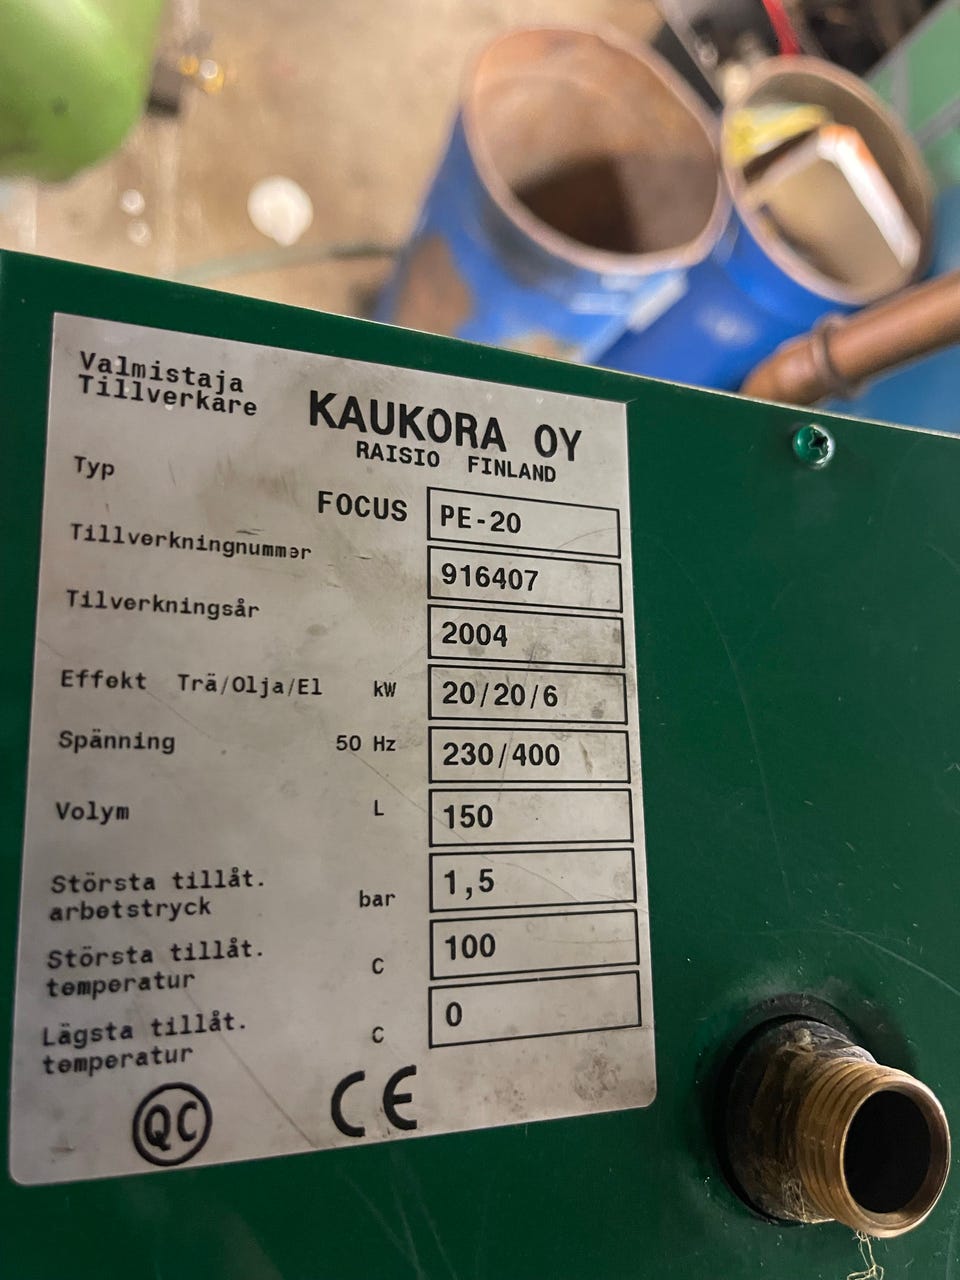 Valmistaja
Tillverkare
KAUKORA OY
RAISIO FINLAND
Typ
FOCUS PE-20
Tillverkningnummer 916407
Tilverkningsår 2004
Effekt Trä/Olja/El kW 20/20/6
Spänning 50 Hz 230/400
Volym L 150
Största tillåt.
arbetstryck bar 1,5
Största tillåt.
temperatur C 100
Lägsta tillåt.
temperatur C 0
QC CE